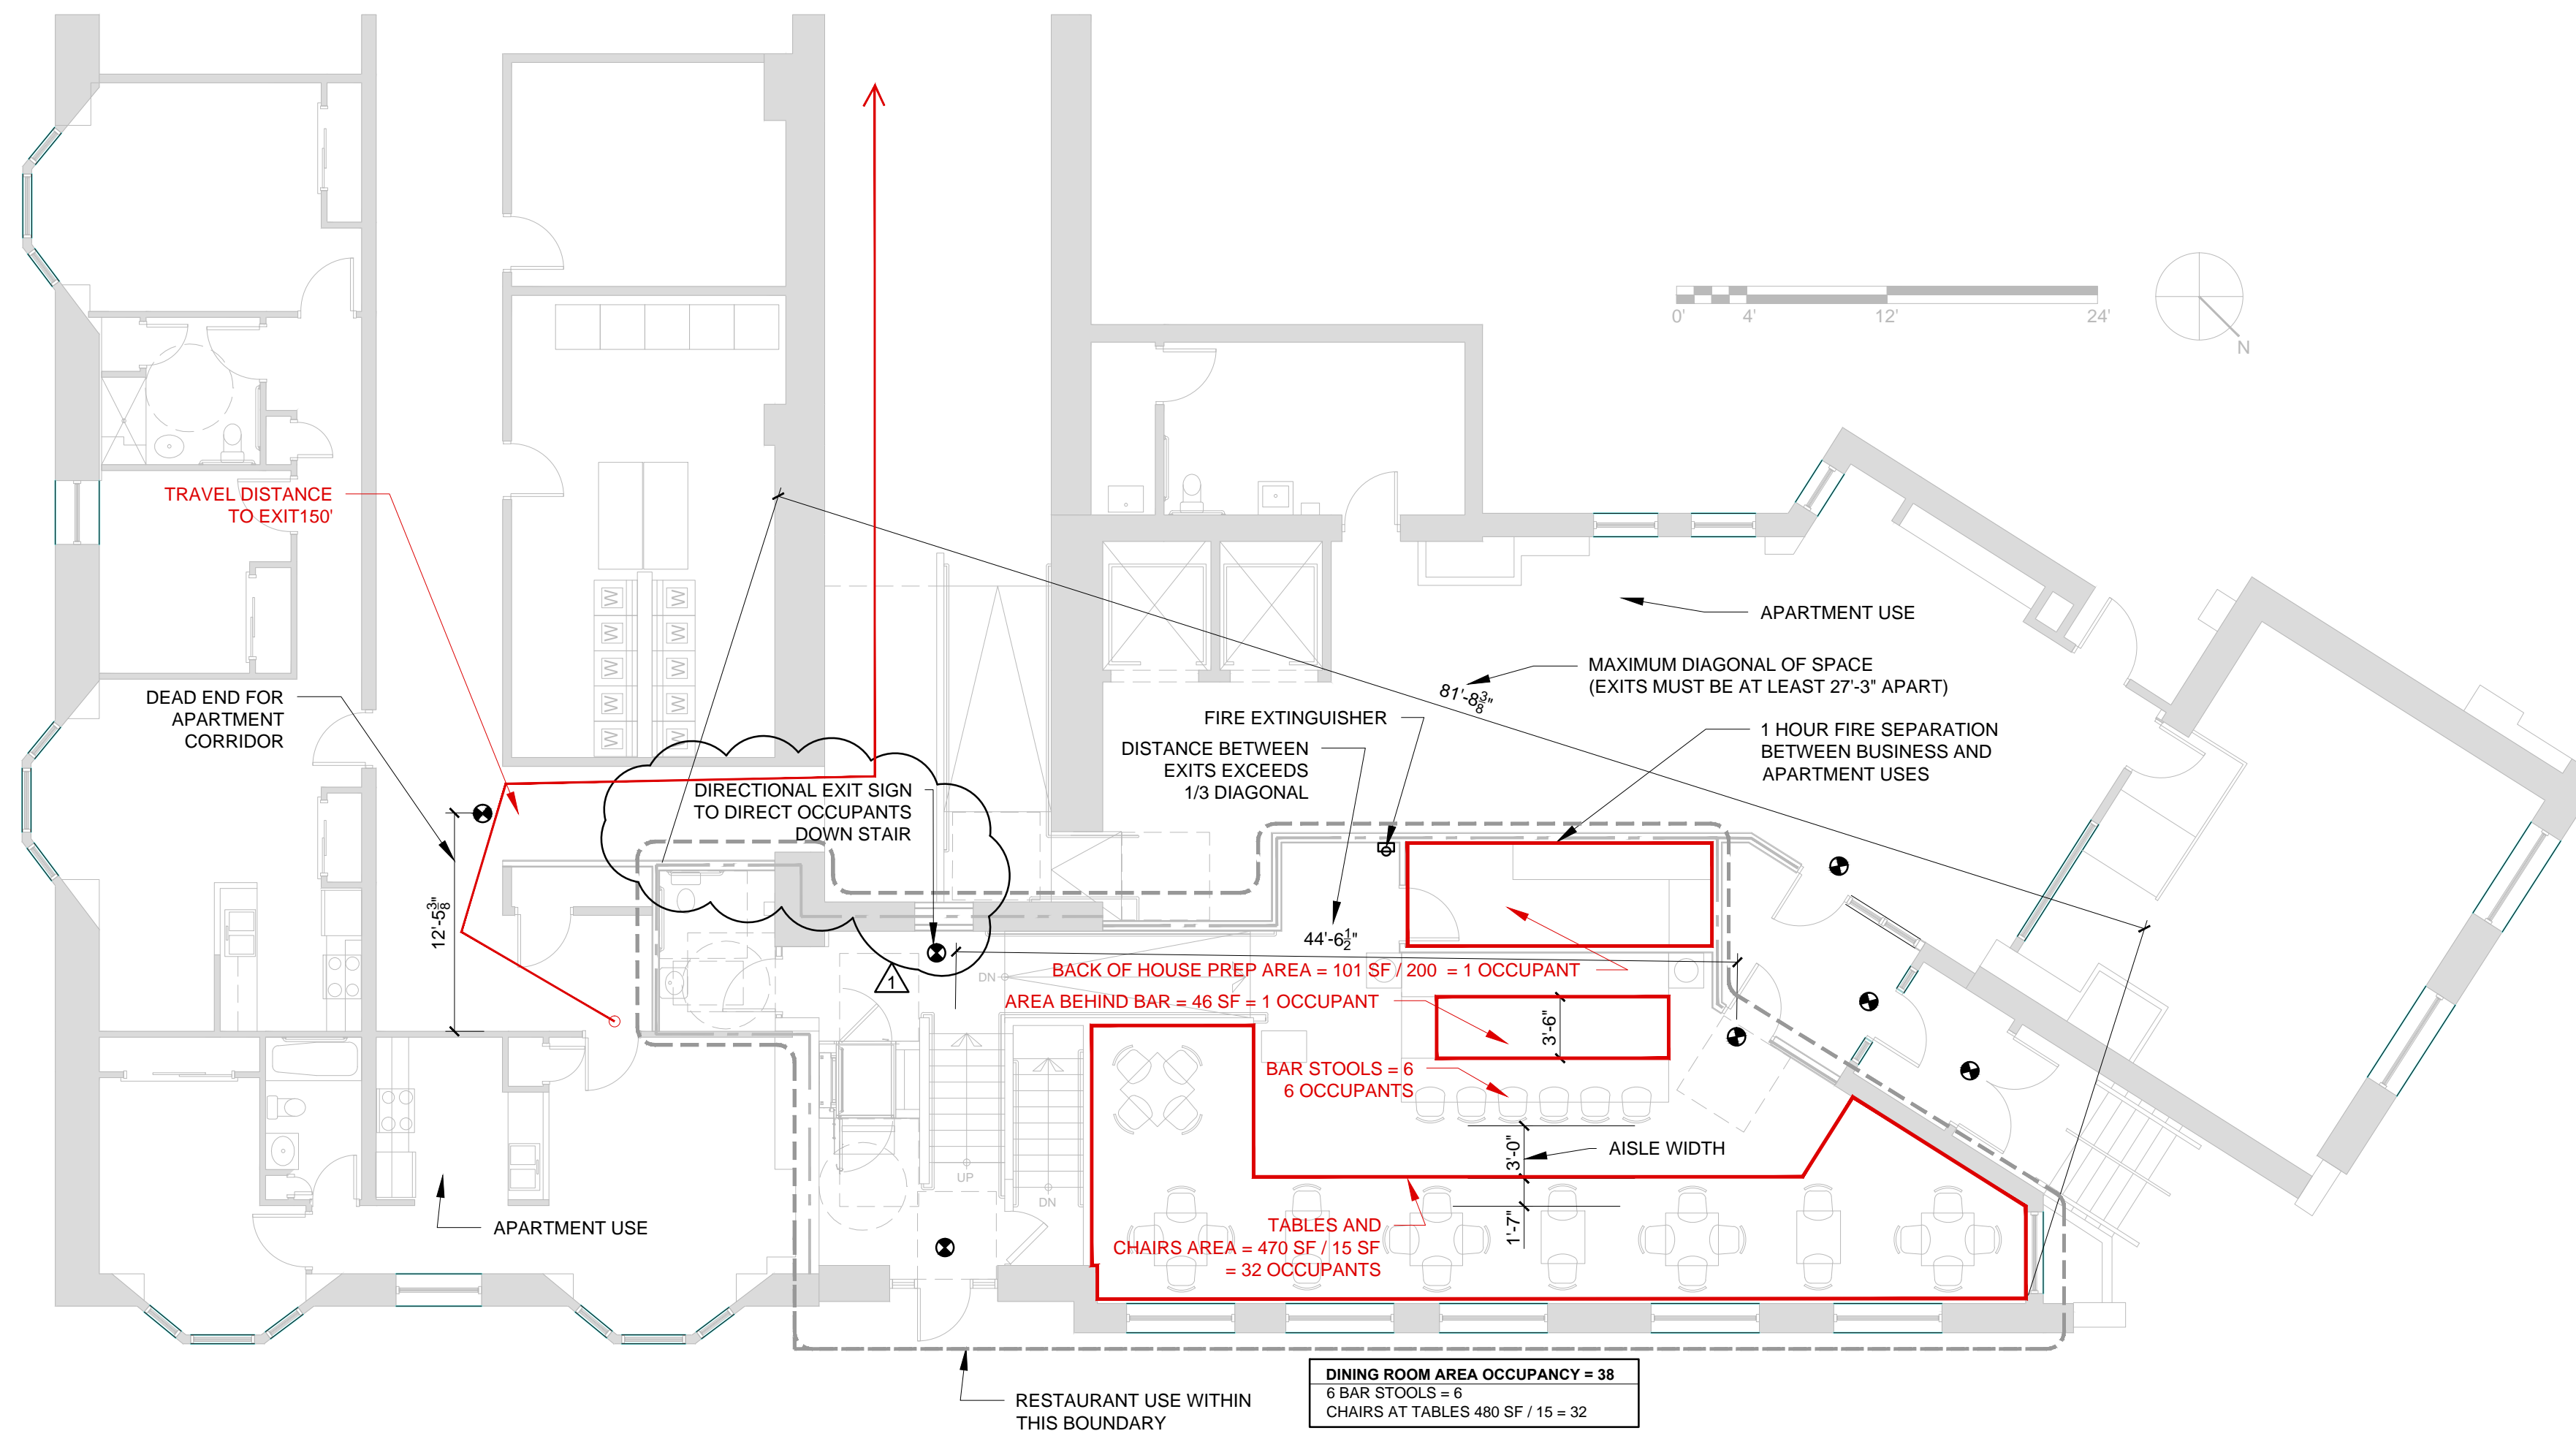 0' 4' 12' 24'
N
TRAVEL DISTANCE
TO EXIT150'
W W
W W
W W
W W
W W
APARTMENT USE
MAXIMUM DIAGONAL OF SPACE
(EXITS MUST BE AT LEAST 27'-3" APART)
81'-8 3/8"
DEAD END FOR
APARTMENT
CORRIDOR
FIRE EXTINGUISHER
DISTANCE BETWEEN
EXITS EXCEEDS
1/3 DIAGONAL
1 HOUR FIRE SEPARATION
BETWEEN BUSINESS AND
APARTMENT USES
DIRECTIONAL EXIT SIGN
TO DIRECT OCCUPANTS
DOWN STAIR
12'-5 3/8"
44'-6 1/2"
1
DN
BACK OF HOUSE PREP AREA = 101 SF / 200 = 1 OCCUPANT
AREA BEHIND BAR = 46 SF = 1 OCCUPANT
3'-6"
BAR STOOLS = 6
6 OCCUPANTS
3'-0"
AISLE WIDTH
UP
DN
1'-7"
APARTMENT USE
TABLES AND
CHAIRS AREA = 470 SF / 15 SF
= 32 OCCUPANTS
RESTAURANT USE WITHIN
THIS BOUNDARY
DINING ROOM AREA OCCUPANCY = 38
6 BAR STOOLS = 6
CHAIRS AT TABLES 480 SF / 15 = 32